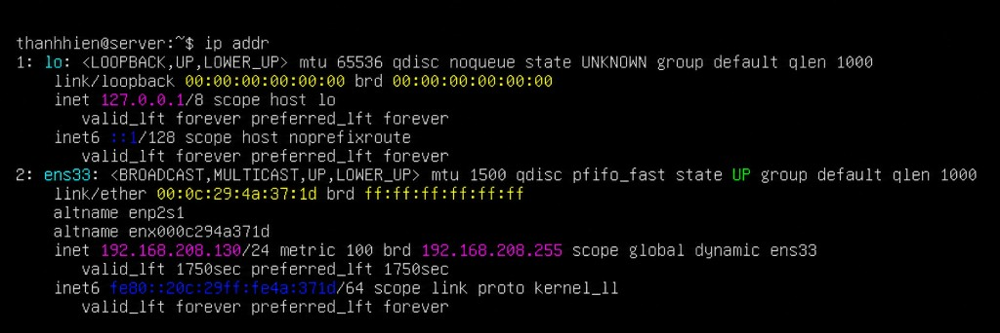 thanhhien@server:~$ ip addr
1: lo: <LOOPBACK,UP,LOWER_UP> mtu 65536 qdisc noqueue state UNKNOWN group default qlen 1000
    link/loopback 00:00:00:00:00:00 brd 00:00:00:00:00:00
    inet 127.0.0.1/8 scope host lo
       valid_lft forever preferred_lft forever
    inet6 ::1/128 scope host noprefixroute
       valid_lft forever preferred_lft forever
2: ens33: <BROADCAST,MULTICAST,UP,LOWER_UP> mtu 1500 qdisc pfifo_fast state UP group default qlen 1000
    link/ether 00:0c:29:4a:37:1d brd ff:ff:ff:ff:ff:ff
    altname enp2s1
    altname enx000c294a371d
    inet 192.168.208.130/24 metric 100 brd 192.168.208.255 scope global dynamic ens33
       valid_lft 1750sec preferred_lft 1750sec
    inet6 fe80::20c:29ff:fe4a:371d/64 scope link proto kernel_ll
       valid_lft forever preferred_lft forever